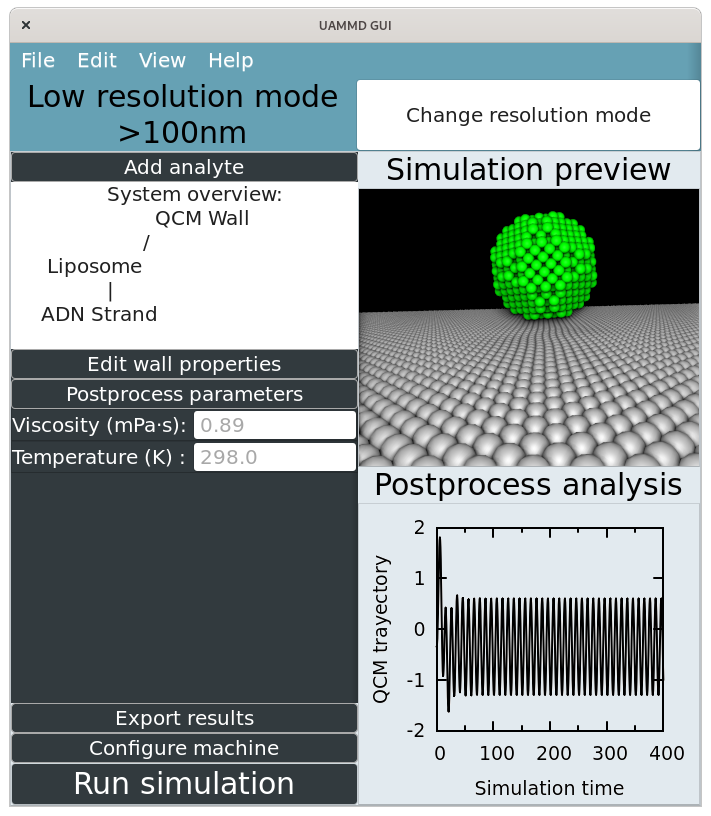 × UAMMD GUI
File Edit View Help
Low resolution mode
>100nm
Change resolution mode
Add analyte
System overview:
QCM Wall
/
Liposome
|
ADN Strand
Edit wall properties
Postprocess parameters
Viscosity (mPa·s): 0.89
Temperature (K) : 298.0
Export results
Configure machine
Run simulation
Simulation preview
Postprocess analysis
QCM trayectory
2
1
0
-1
-2
0 100 200 300 400
Simulation time